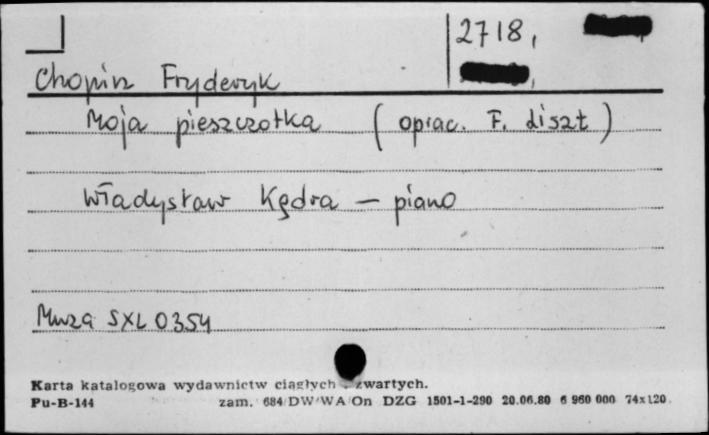 2718,
Chopin Fryderyk
Moja pieszczotka (oprac. F. Liszt)
Władysław Kędra — piano
Muza SXL 0354
Karta katalogowa wydawnictw ciągłych i zwartych.
Pu-B-144 zam. 684/DW/WA/On DZG 1501-1-290 20.06.80 6 960 000 74x120.